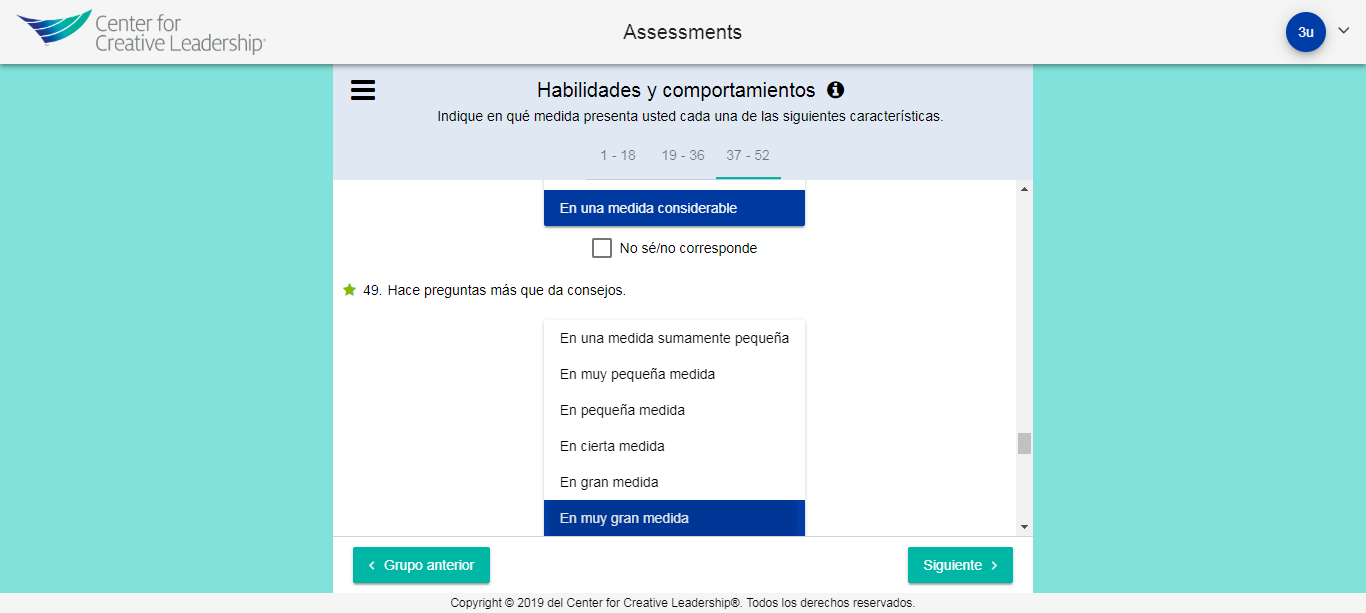 Center for
Creative Leadership®
Assessments
3u
Habilidades y comportamientos
Indique en qué medida presenta usted cada una de las siguientes características.
1 - 18 19 - 36 37 - 52
En una medida considerable
No sé/no corresponde
49. Hace preguntas más que da consejos.
En una medida sumamente pequeña
En muy pequeña medida
En pequeña medida
En cierta medida
En gran medida
En muy gran medida
Grupo anterior
Siguiente
Copyright © 2019 del Center for Creative Leadership®. Todos los derechos reservados.